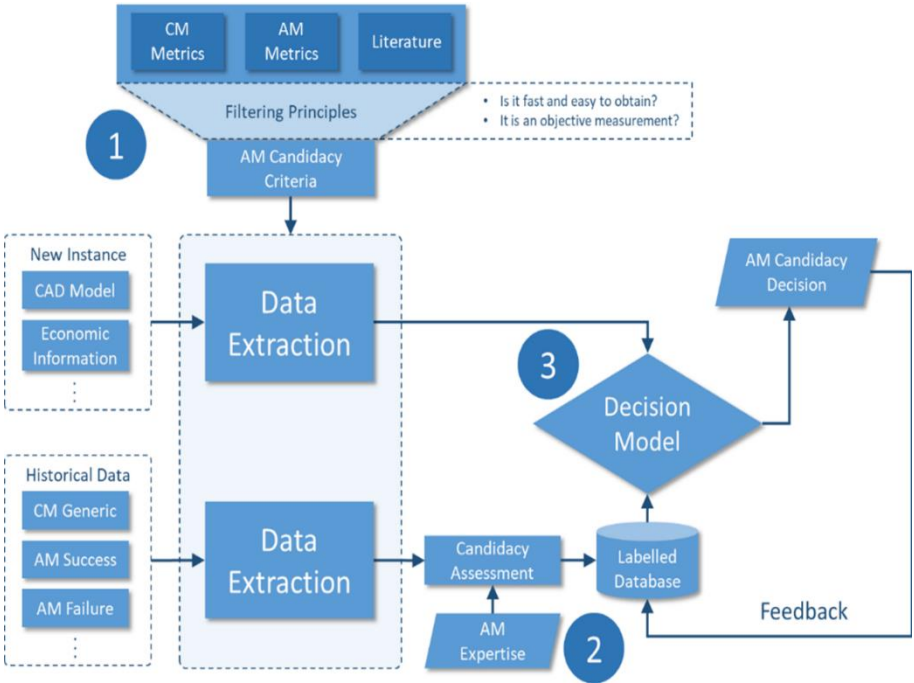 CM
Metrics
AM
Metrics
Literature
Filtering Principles
• Is it fast and easy to obtain?
• It is an objective measurement?
1
AM Candidacy
Criteria
New Instance
CAD Model
Economic
Information
⋮
Data
Extraction
3
Decision
Model
AM Candidacy
Decision
Historical Data
CM Generic
AM Success
AM Failure
⋮
Data
Extraction
Candidacy
Assessment
AM
Expertise
2
Labelled
Database
Feedback